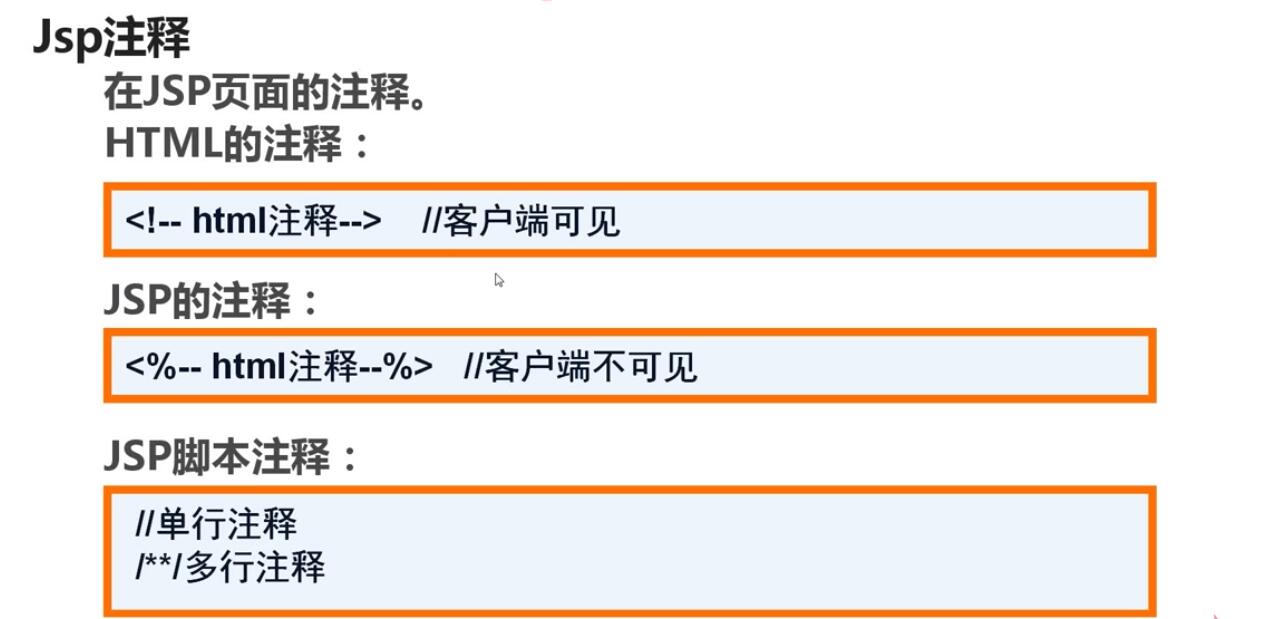 Jsp注释
在JSP页面的注释。
HTML的注释：
<!-- html注释--> //客户端可见
JSP的注释：
<%-- html注释--%> //客户端不可见
JSP脚本注释：
//单行注释
/**/多行注释